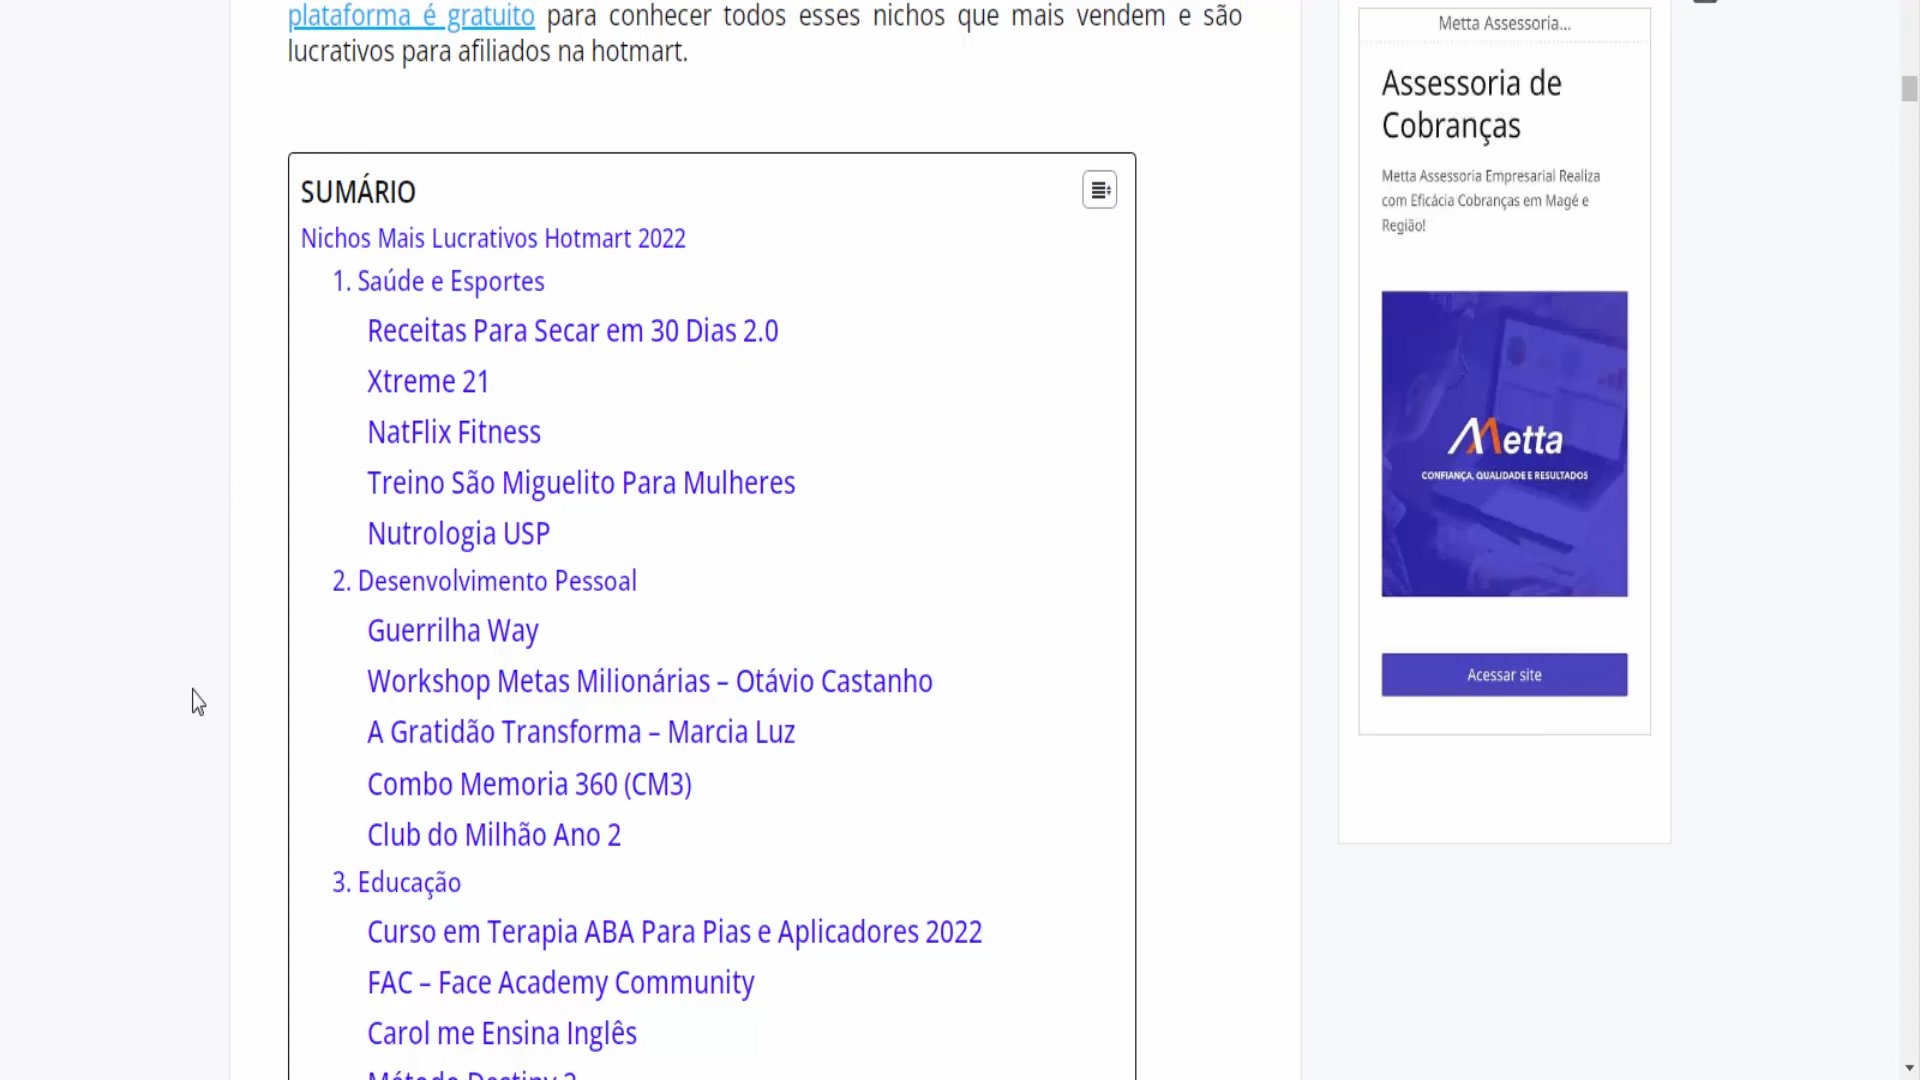 plataforma é gratuito para conhecer todos esses nichos que mais vendem e são
lucrativos para afiliados na hotmart.
SUMÁRIO
Nichos Mais Lucrativos Hotmart 2022
1. Saúde e Esportes
Receitas Para Secar em 30 Dias 2.0
Xtreme 21
NatFlix Fitness
Treino São Miguelito Para Mulheres
Nutrologia USP
2. Desenvolvimento Pessoal
Guerrilha Way
Workshop Metas Milionárias – Otávio Castanho
A Gratidão Transforma – Marcia Luz
Combo Memoria 360 (CM3)
Club do Milhão Ano 2
3. Educação
Curso em Terapia ABA Para Pias e Aplicadores 2022
FAC – Face Academy Community
Carol me Ensina Inglês
Método Destiny 2
Metta Assessoria...
Assessoria de
Cobranças
Metta Assessoria Empresarial Realiza
com Eficácia Cobranças em Magé e
Região!
Metta
CONFIANÇA, QUALIDADE E RESULTADOS
Acessar site